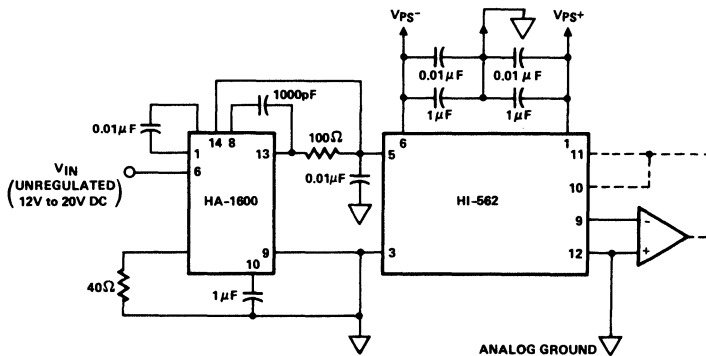 VPS-
VPS+
0.01μF
0.01μF
1μF
1μF
1000pF
0.01μF
14
8
100Ω
6
1
1
13
5
11
VIN
(UNREGULATED)
12V to 20V DC
6
0.01μF
10
HA-1600
HI-562
9
-
9
3
12
+
10
40Ω
1μF
ANALOG GROUND